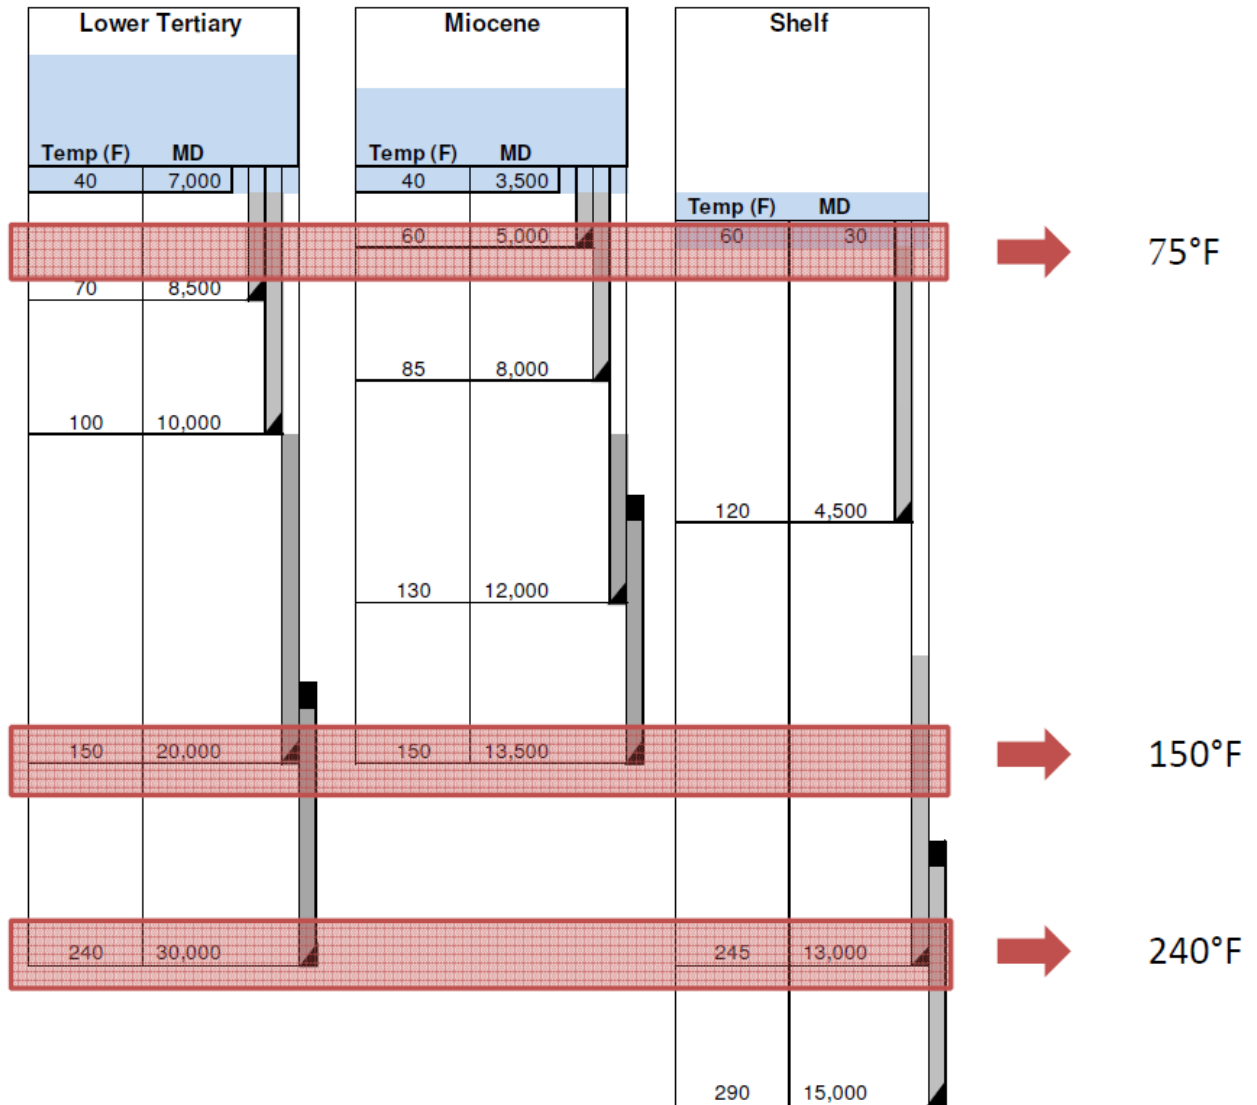 Lower Tertiary Miocene Shelf
Temp (F) MD Temp (F) MD
40 7,000 40 3,500
Temp (F) MD
60 5,000 60 30
75°F
70 8,500
85 8,000
100 10,000
120 4,500
130 12,000
150 20,000 150 13,500 150°F
240 30,000 245 13,000 240°F
290 15,000